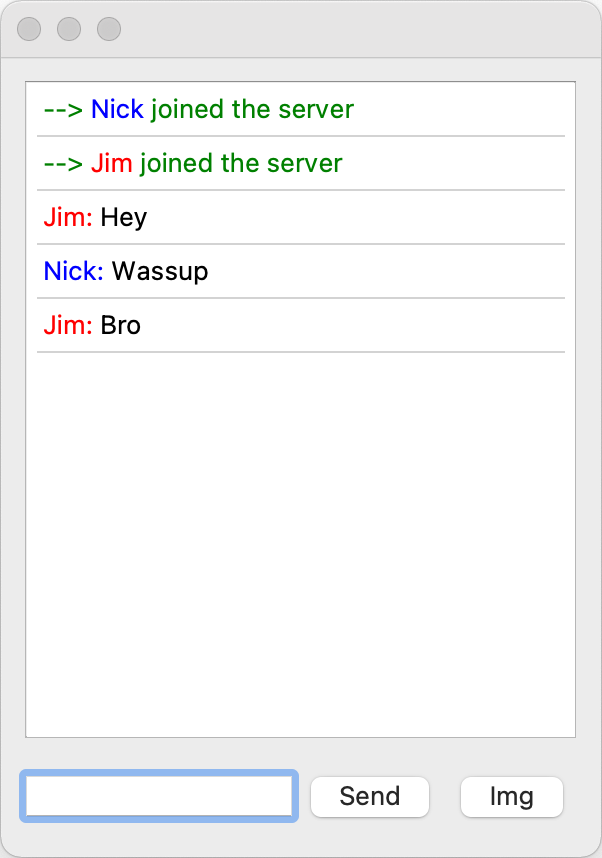 --> Nick joined the server
--> Jim joined the server
Jim: Hey
Nick: Wassup
Jim: Bro
Send Img